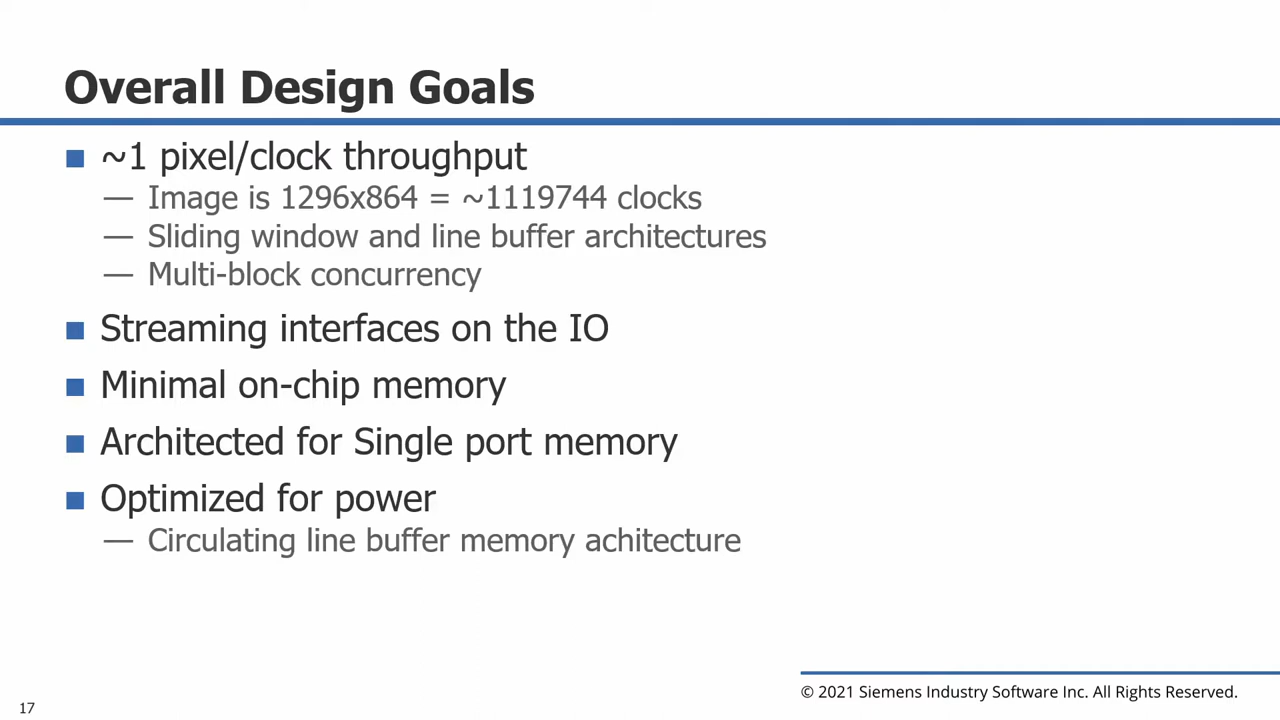 Overall Design Goals
~1 pixel/clock throughput
— Image is 1296x864 = ~1119744 clocks
— Sliding window and line buffer architectures
— Multi-block concurrency
Streaming interfaces on the IO
Minimal on-chip memory
Architected for Single port memory
Optimized for power
— Circulating line buffer memory achitecture
© 2021 Siemens Industry Software Inc. All Rights Reserved.
17